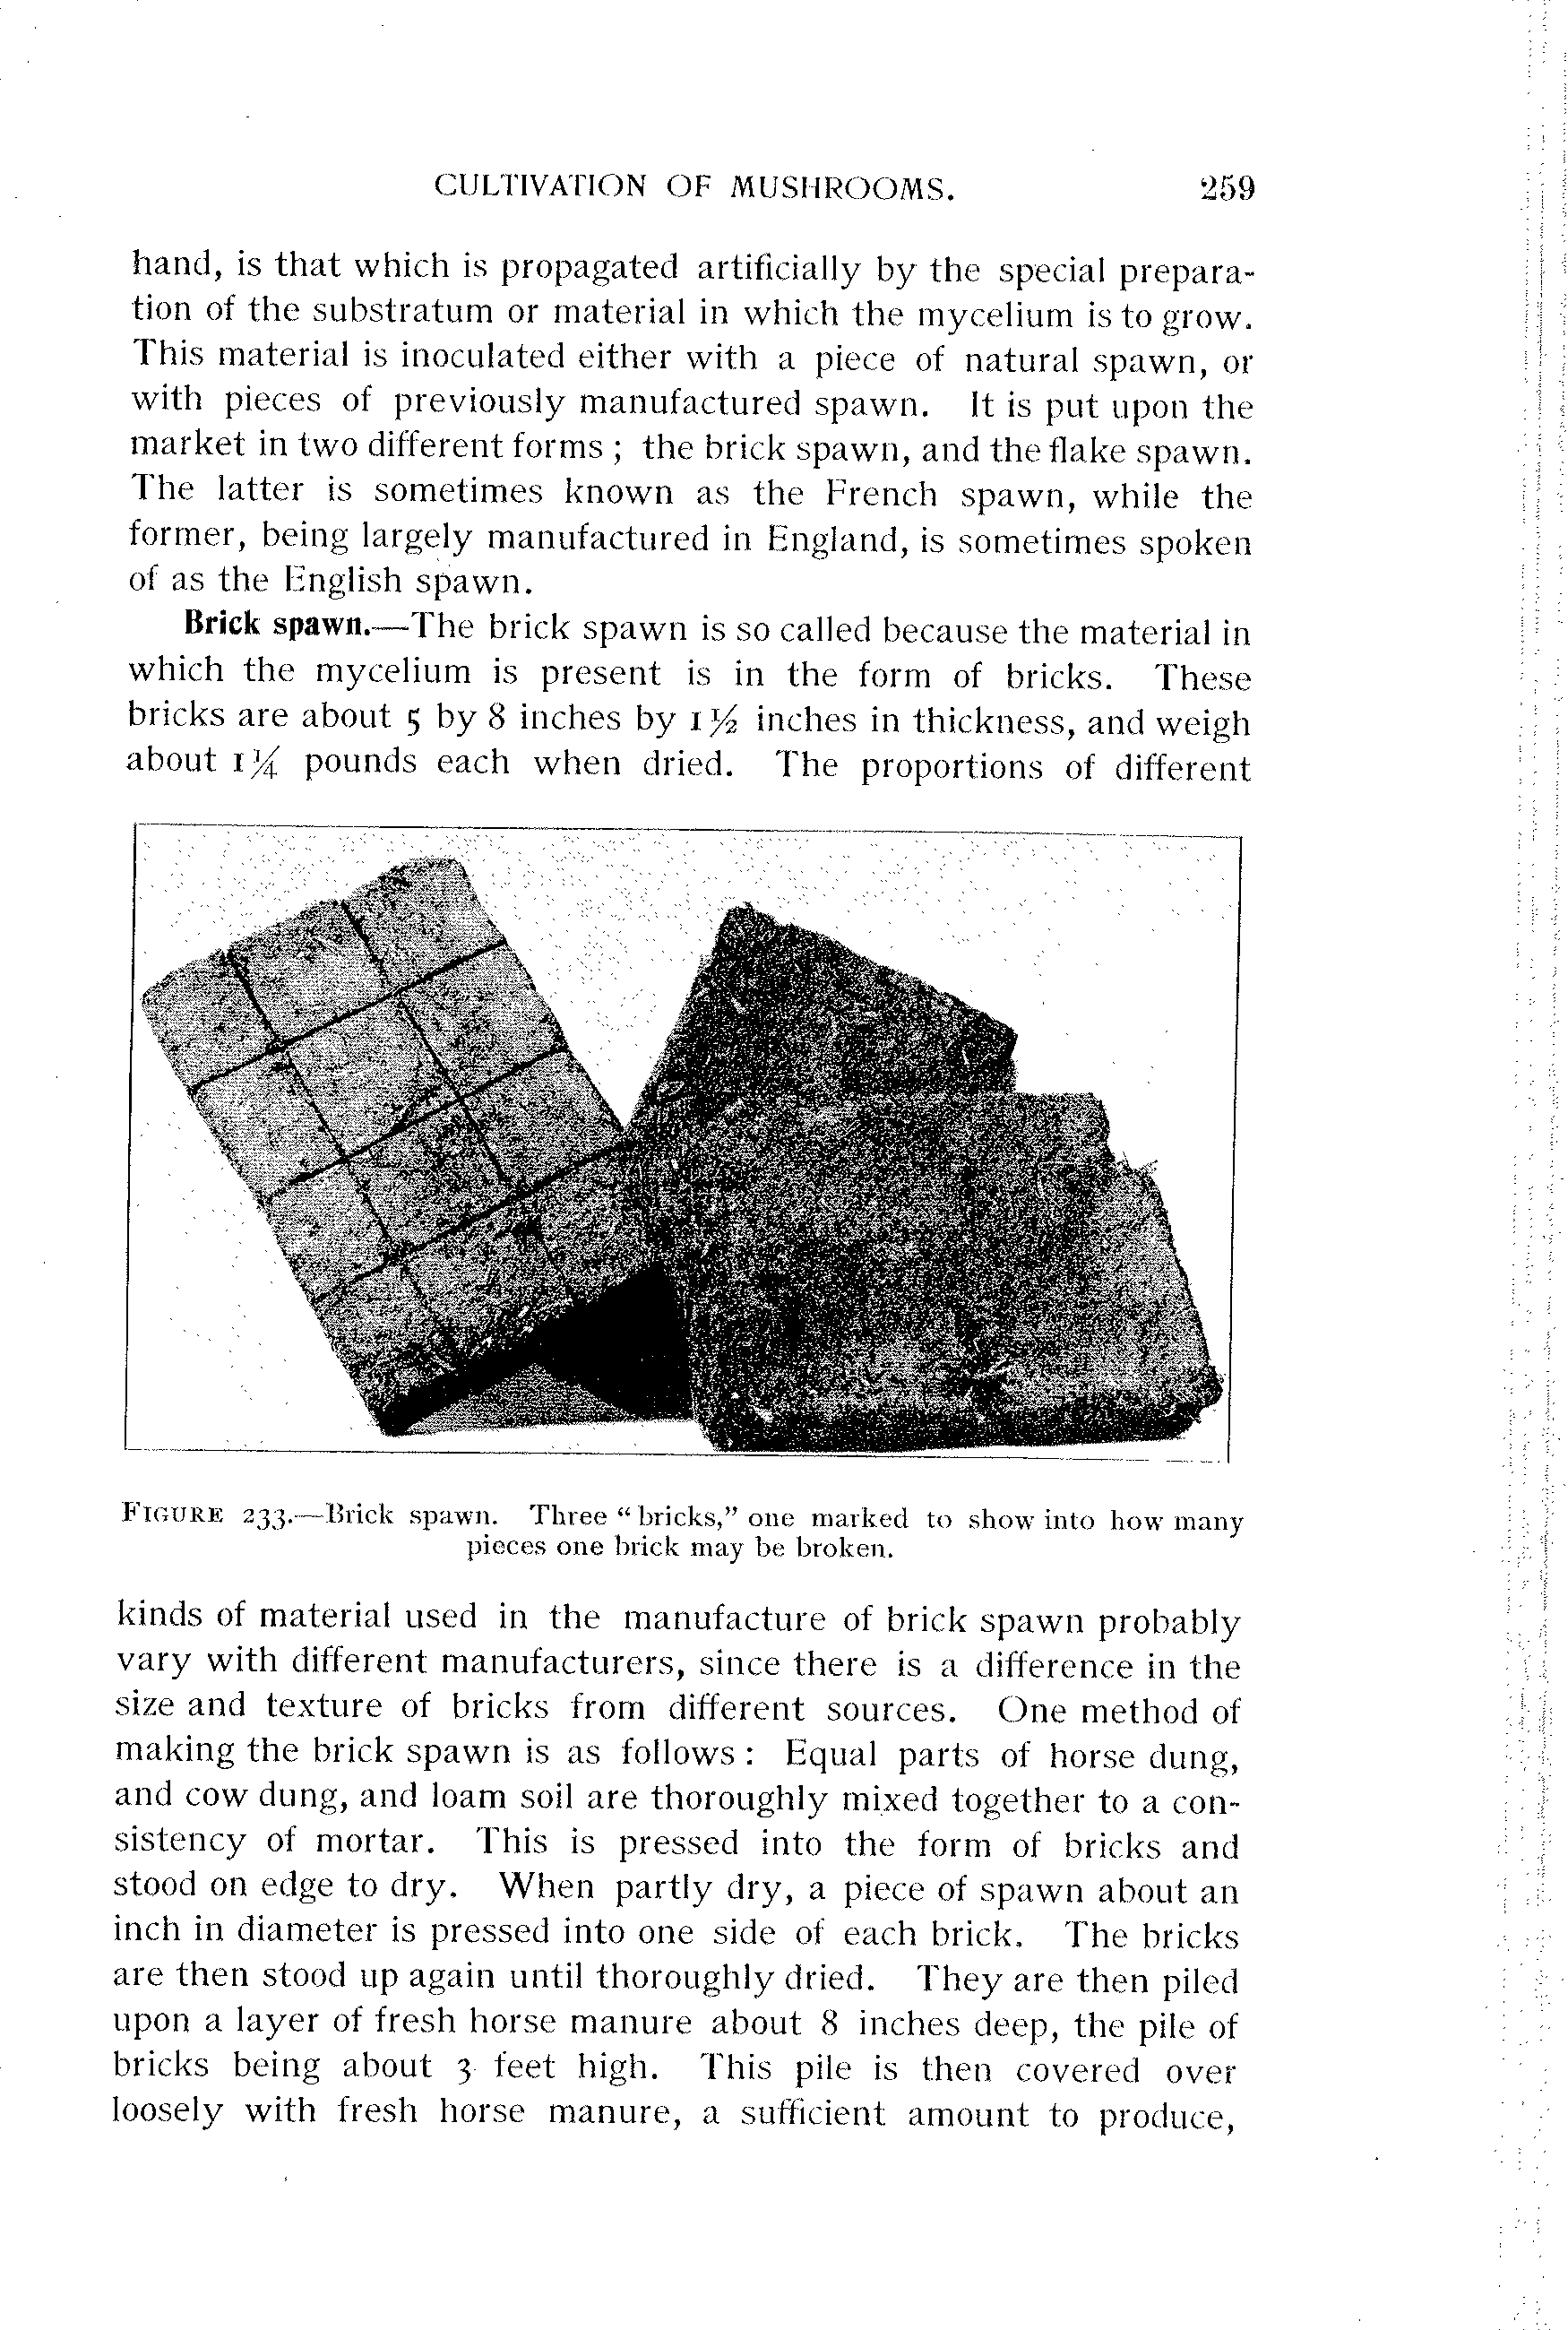 CULTIVATION OF MUSHROOMS. 259
hand, is that which is propagated artificially by the special prepara-
tion of the substratum or material in which the mycelium is to grow.
This material is inoculated either with a piece of natural spawn, or
with pieces of previously manufactured spawn. It is put upon the
market in two different forms ; the brick spawn, and the flake spawn.
The latter is sometimes known as the French spawn, while the
former, being largely manufactured in England, is sometimes spoken
of as the English spawn.
Brick spawn.—The brick spawn is so called because the material in
which the mycelium is present is in the form of bricks. These
bricks are about 5 by 8 inches by 1½ inches in thickness, and weigh
about 1¼ pounds each when dried. The proportions of different
FIGURE 233.—Brick spawn. Three “bricks,” one marked to show into how many
pieces one brick may be broken.
kinds of material used in the manufacture of brick spawn probably
vary with different manufacturers, since there is a difference in the
size and texture of bricks from different sources. One method of
making the brick spawn is as follows : Equal parts of horse dung,
and cow dung, and loam soil are thoroughly mixed together to a con-
sistency of mortar. This is pressed into the form of bricks and
stood on edge to dry. When partly dry, a piece of spawn about an
inch in diameter is pressed into one side of each brick. The bricks
are then stood up again until thoroughly dried. They are then piled
upon a layer of fresh horse manure about 8 inches deep, the pile of
bricks being about 3 feet high. This pile is then covered over
loosely with fresh horse manure, a sufficient amount to produce,